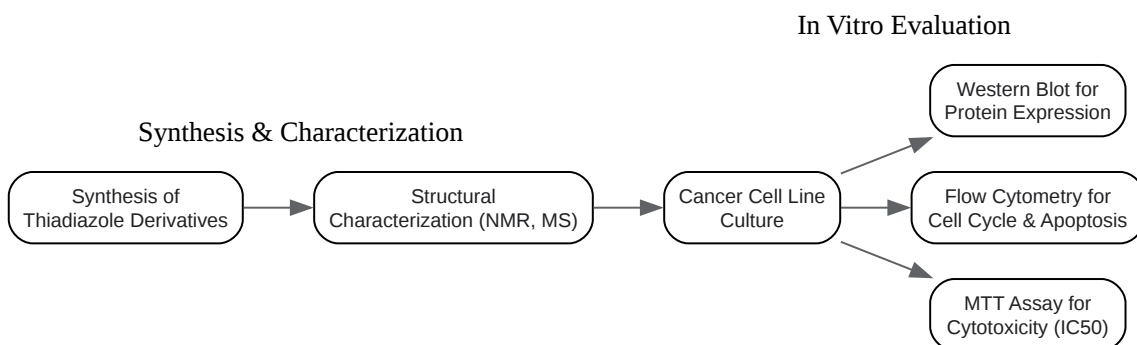 In Vitro Evaluation
Synthesis & Characterization
Synthesis of
Thiadiazole Derivatives
Structural
Characterization (NMR, MS)
Cancer Cell Line
Culture
Western Blot for
Protein Expression
Flow Cytometry for
Cell Cycle & Apoptosis
MTT Assay for
Cytotoxicity (IC50)